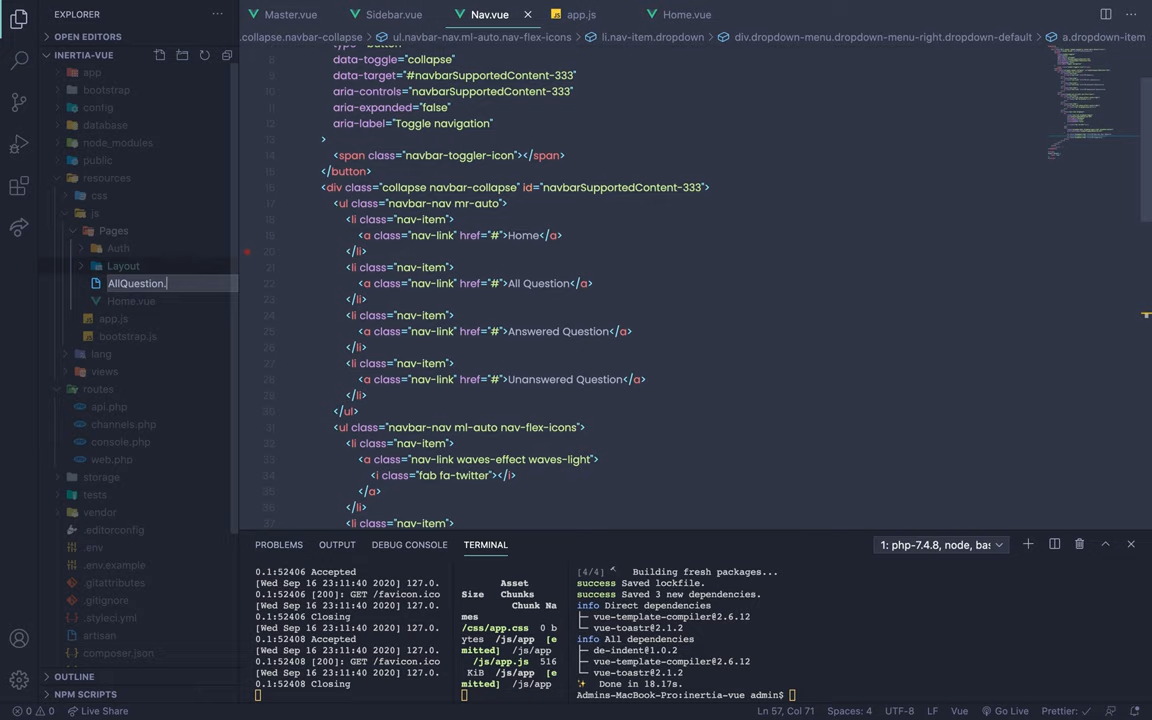 EXPLORER
OPEN EDITORS
INERTIA-VUE
app
bootstrap
config
database
node_modules
public
resources
css
js
Pages
Auth
Layout
AllQuestion.
Home.vue
app.js
bootstrap.js
lang
views
routes
api.php
channels.php
console.php
web.php
storage
tests
vendor
.editorconfig
.env
.env.example
.gitattributes
.gitignore
.styleci.yml
artisan
composer.json
OUTLINE
NPM SCRIPTS
Master.vue Sidebar.vue Nav.vue app.js Home.vue
.collapse.navbar-collapse > ul.navbar-nav.ml-auto.nav-flex-icons > li.nav-item.dropdown > div.dropdown-menu.dropdown-menu-right.dropdown-default > a.dropdown-item
type="button"
8 data-toggle="collapse"
9 data-target="#navbarSupportedContent-333"
10 aria-controls="navbarSupportedContent-333"
11 aria-expanded="false"
12 aria-label="Toggle navigation"
13 >
14 <span class="navbar-toggler-icon"></span>
15 </button>
16 <div class="collapse navbar-collapse" id="navbarSupportedContent-333">
17 <ul class="navbar-nav mr-auto">
18 <li class="nav-item">
19 <a class="nav-link" href="#">Home</a>
20 </li>
21 <li class="nav-item">
22 <a class="nav-link" href="#">All Question</a>
23 </li>
24 <li class="nav-item">
25 <a class="nav-link" href="#">Answered Question</a>
26 </li>
27 <li class="nav-item">
28 <a class="nav-link" href="#">Unanswered Question</a>
29 </li>
30 </ul>
31 <ul class="navbar-nav ml-auto nav-flex-icons">
32 <li class="nav-item">
33 <a class="nav-link waves-effect waves-light">
34 <i class="fab fa-twitter"></i>
35 </a>
36 </li>
37 <li class="nav-item">
PROBLEMS OUTPUT DEBUG CONSOLE TERMINAL
1: php-7.4.8, node, bas
0.1:52406 Accepted
[Wed Sep 16 23:11:40 2020] 127.0.
0.1:52406 [200]: GET /favicon.ico
[Wed Sep 16 23:11:40 2020] 127.0.
0.1:52406 Closing
[Wed Sep 16 23:11:40 2020] 127.0.
0.1:52408 Accepted
[Wed Sep 16 23:11:40 2020] 127.0.
0.1:52408 [200]: GET /favicon.ico
[Wed Sep 16 23:11:40 2020] 127.0.
0.1:52408 Closing
Asset
Size Chunks
Chunk Na
mes
/css/app.css 0 b
ytes /js/app [e
mitted] /js/app
/js/app.js 516
KiB /js/app [e
mitted] /js/app
[4/4] Building fresh packages...
success Saved lockfile.
success Saved 3 new dependencies.
info Direct dependencies
├─ vue-template-compiler@2.6.12
└─ vue-toastr@2.1.2
info All dependencies
├─ de-indent@1.0.2
├─ vue-template-compiler@2.6.12
└─ vue-toastr@2.1.2
Done in 18.17s.
Admins-MacBook-Pro:inertia-vue admin$
0 0 Live Share Ln 57, Col 71 Spaces: 4 UTF-8 LF Vue Go Live Prettier: ✓